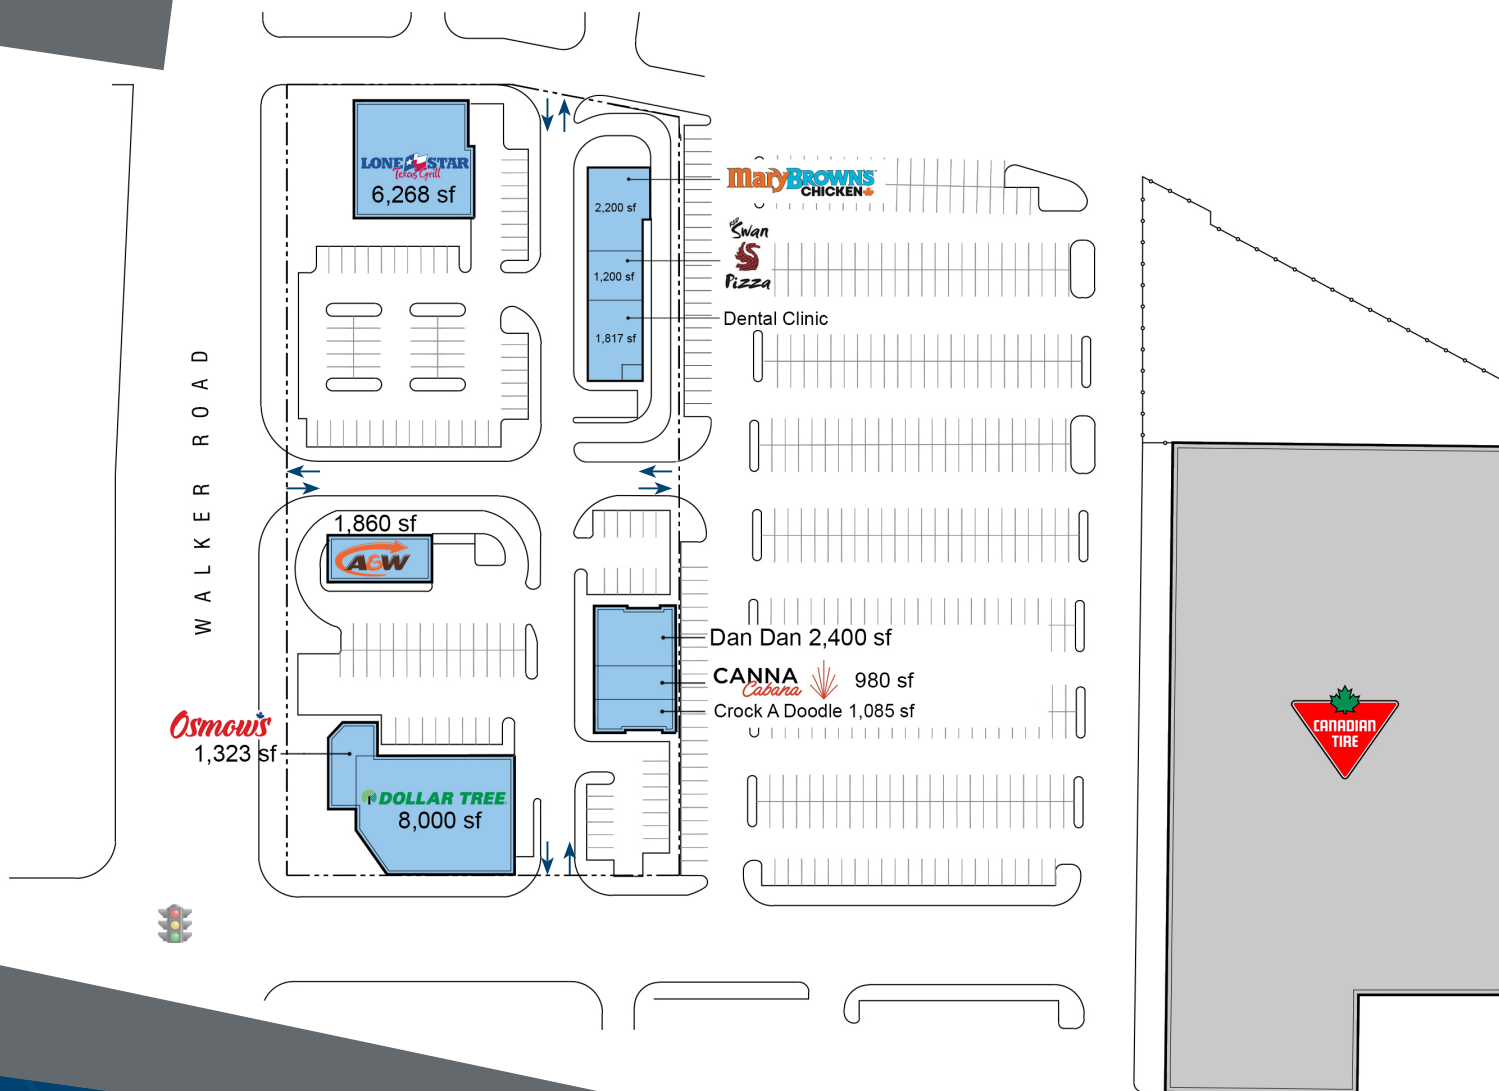 LONE STAR
Texas Grill
6,268 sf
2,200 sf
1,200 sf
1,817 sf
MARY BROWN'S
CHICKEN
Swan
Pizza
Dental Clinic
WALKER ROAD
1,860 sf
A&W
Dan Dan 2,400 sf
CANNA
Cabana
980 sf
Crock A Doodle 1,085 sf
OSMOW'S
1,323 sf
DOLLAR TREE
8,000 sf
CANADIAN
TIRE